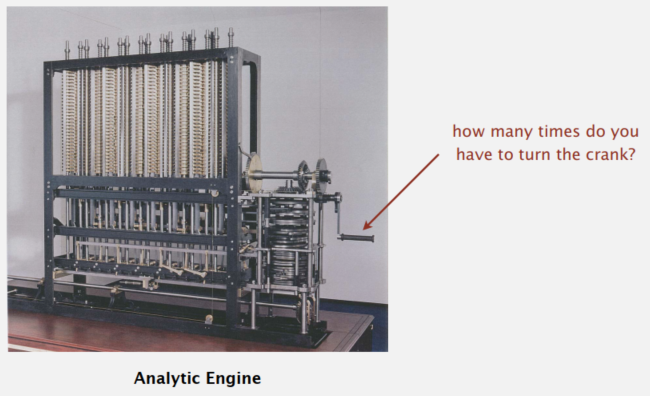 how many times do you
have to turn the crank?
Analytic Engine